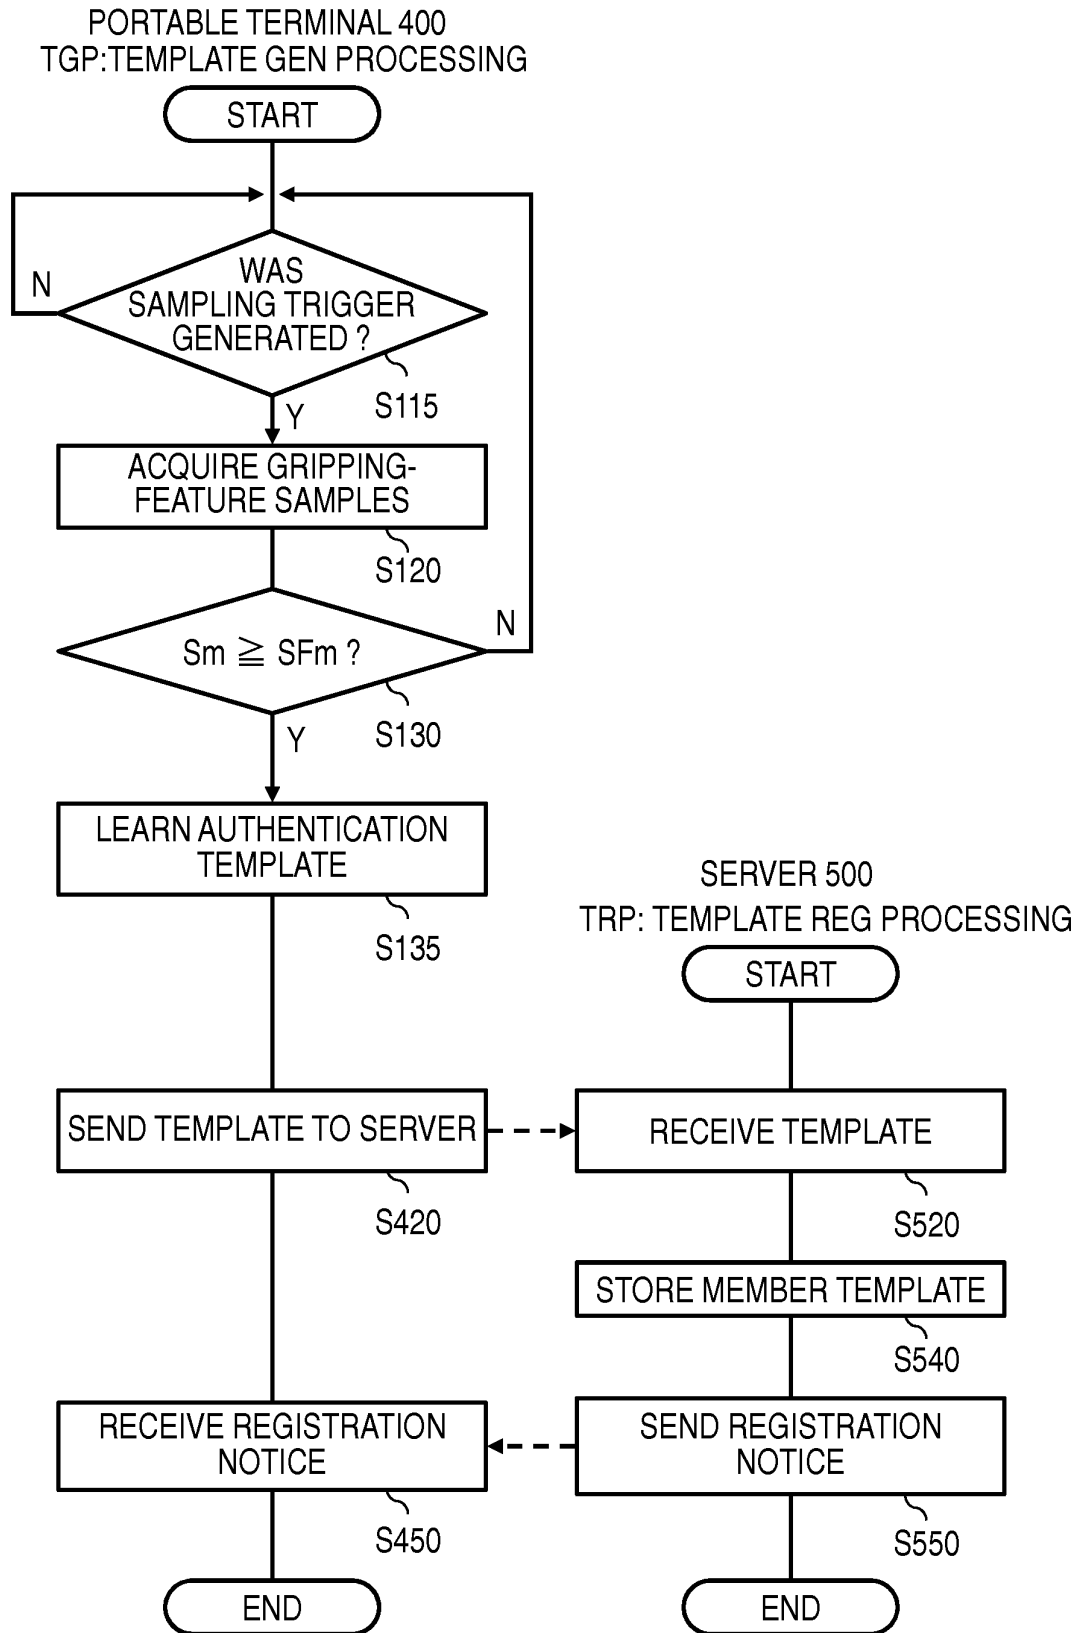 PORTABLE TERMINAL 400
TGP:TEMPLATE GEN PROCESSING
START
N
WAS
SAMPLING TRIGGER
GENERATED ?
S115
Y
ACQUIRE GRIPPING-
FEATURE SAMPLES
S120
N
Sm ≧ SFm ?
S130
Y
LEARN AUTHENTICATION
TEMPLATE
S135
SERVER 500
TRP: TEMPLATE REG PROCESSING
START
SEND TEMPLATE TO SERVER
S420
RECEIVE TEMPLATE
S520
STORE MEMBER TEMPLATE
S540
RECEIVE REGISTRATION
NOTICE
S450
SEND REGISTRATION
NOTICE
S550
END
END